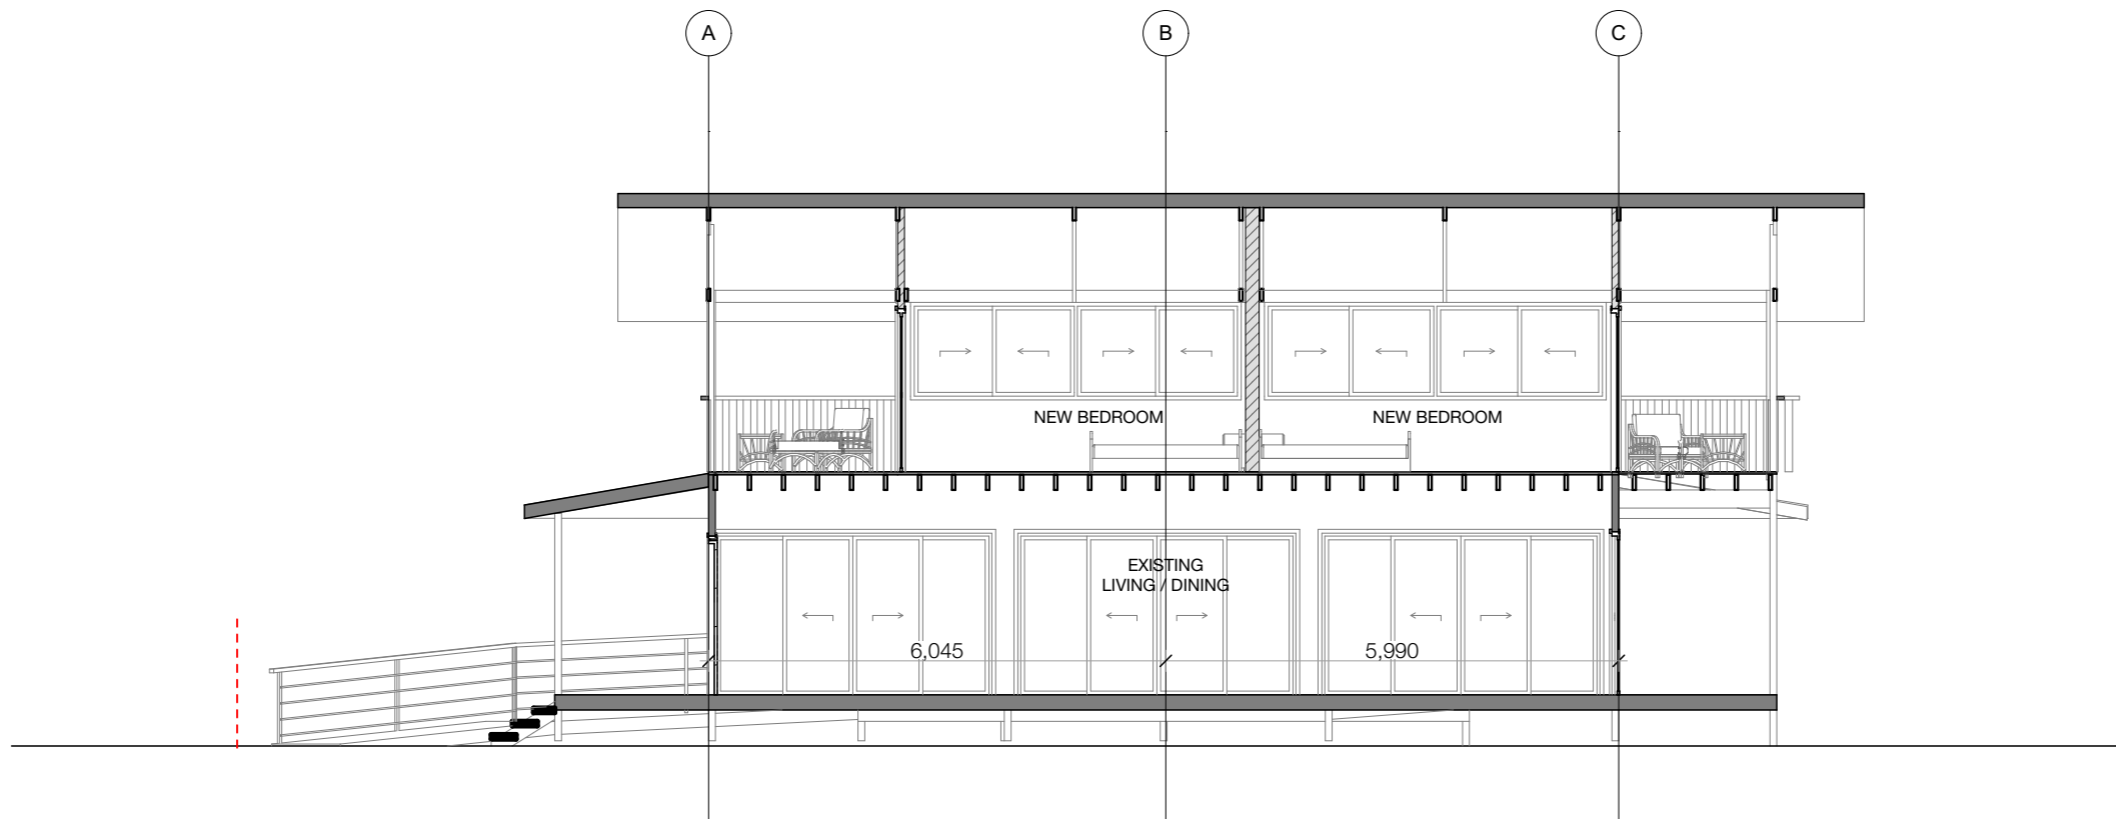 A
B
C
NEW BEDROOM
NEW BEDROOM
EXISTING
LIVING / DINING
6,045
5,990